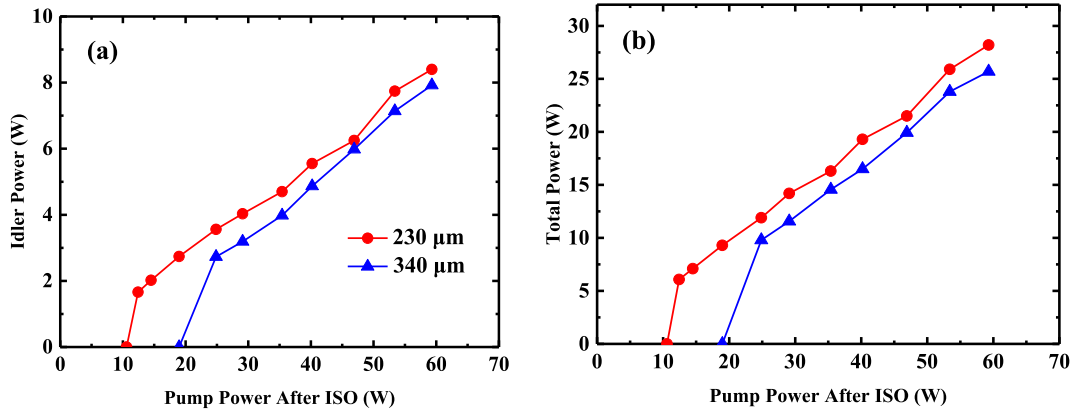 (a)
Idler Power (W)
10
8
6
4
2
0
230 μm
340 μm
0 10 20 30 40 50 60 70
Pump Power After ISO (W)
(b)
Total Power (W)
30
25
20
15
10
5
0
0 10 20 30 40 50 60 70
Pump Power After ISO (W)